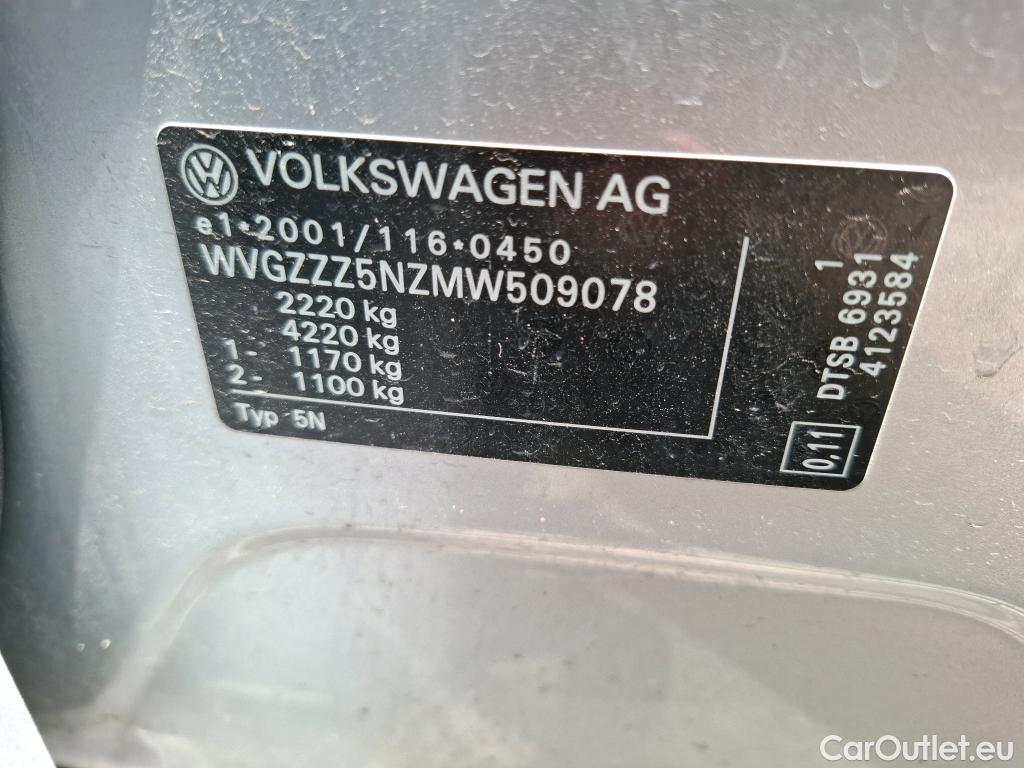 VOLKSWAGEN AG
e1*2001/116*0450
WVGZZZ5NZMW509078
2220 kg
4220 kg
1- 1170 kg
2- 1100 kg
Typ 5N
1
DTSB 6931
4123584
0.11
CarOutlet.eu